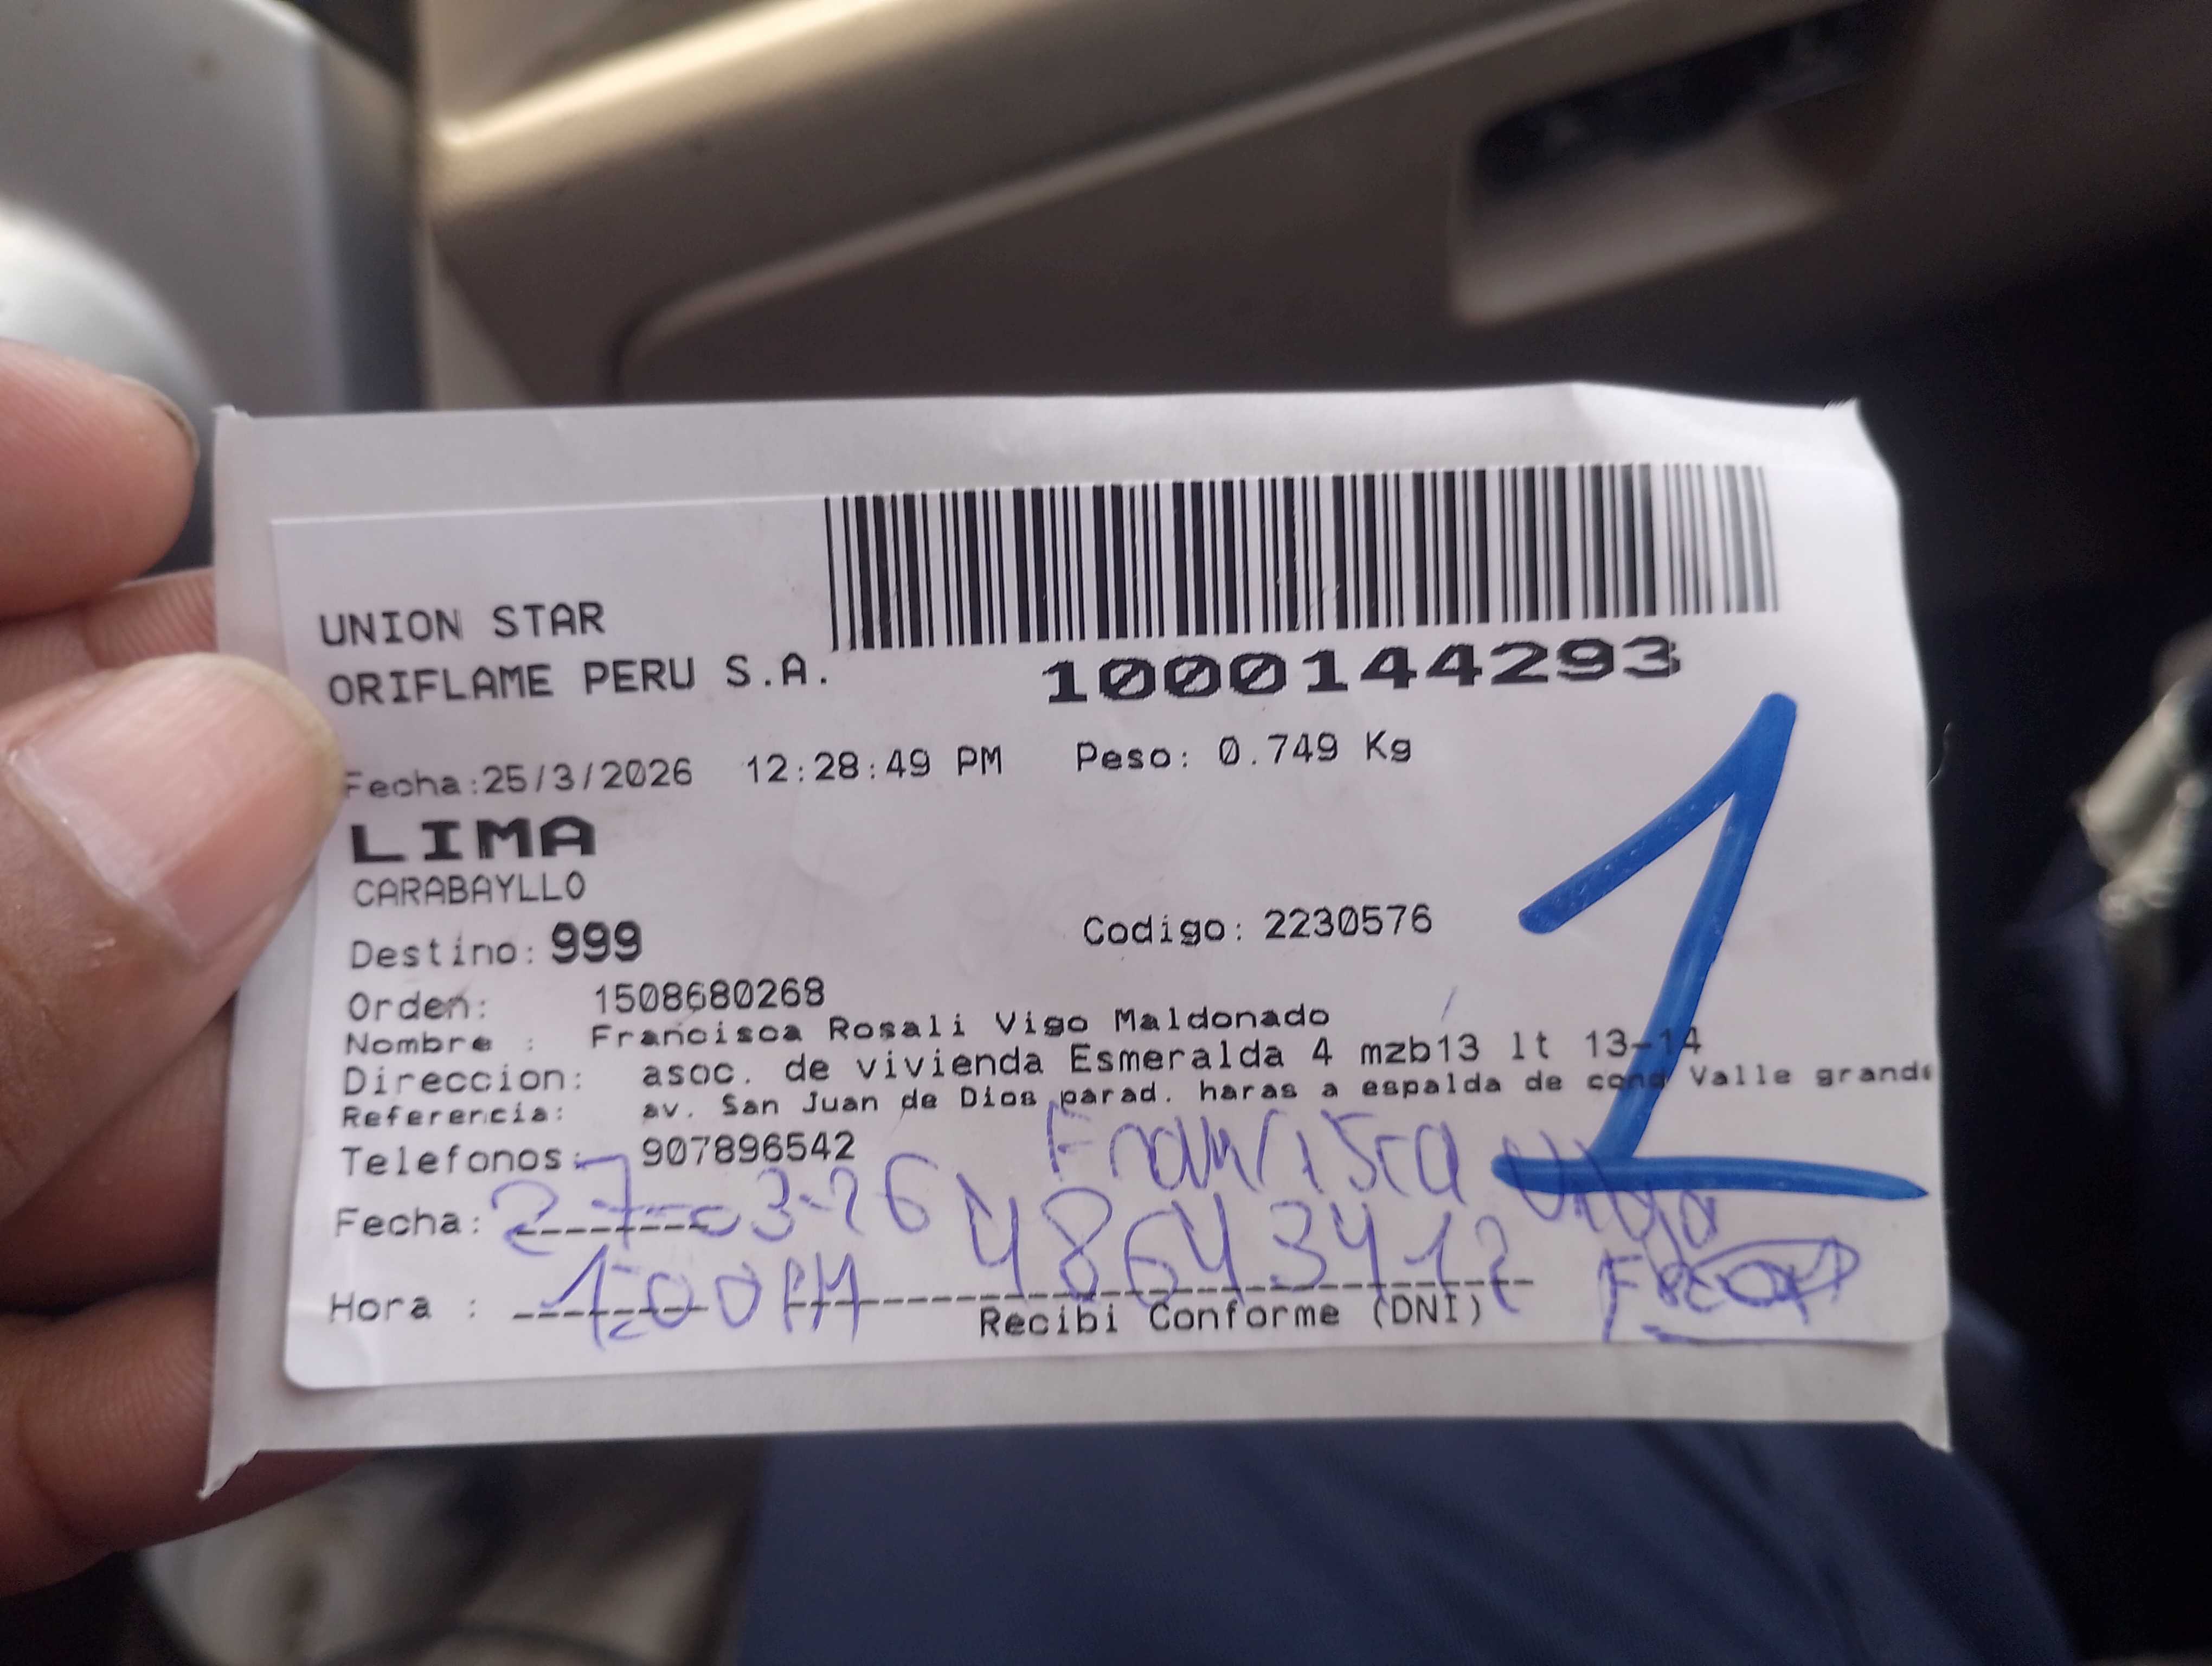 UNION STAR
ORIFLAME PERU S.A.
1000144293
Fecha:25/3/2026 12:28:49 PM Peso: 0.749 Kg
LIMA
CARABAYLLO
Destino: 999 Codigo: 2230576
1
Orden: 1508680268
Nombre : Francisca Rosali Vigo Maldonado
Direccion: asoc. de vivienda Esmeralda 4 mzb13 lt 13-14
Referencia: av. San Juan de Dios parad. haras a espalda de cond Valle grande
Telefonos: 907896542
Francisca
Fecha: 27-03-26
Hora : 1:00 PM
Recibi Conforme (DNI)